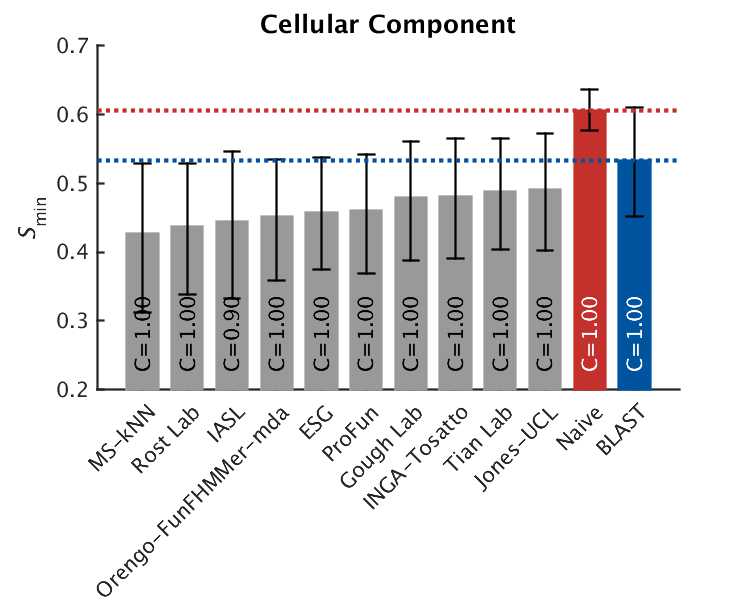 Cellular Component
0.7
0.6
0.5
0.4
0.3
0.2
Smin
C=1.00
C=1.00
C=0.90
C=1.00
C=1.00
C=1.00
C=1.00
C=1.00
C=1.00
C=1.00
C=1.00
C=1.00
MS-kNN
Rost Lab
IASL
Orengo-FunFHMMer-mda
ESG
ProFun
Gough Lab
INGA-Tosatto
Tian Lab
Jones-UCL
Naive
BLAST